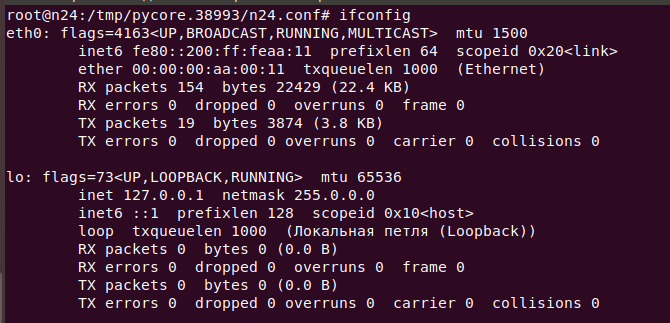 root@n24:/tmp/pycore.38993/n24.conf# ifconfig
eth0: flags=4163<UP,BROADCAST,RUNNING,MULTICAST>  mtu 1500
        inet6 fe80::200:ff:feaa:11  prefixlen 64  scopeid 0x20<link>
        ether 00:00:00:aa:00:11  txqueuelen 1000  (Ethernet)
        RX packets 154  bytes 22429 (22.4 KB)
        RX errors 0  dropped 0  overruns 0  frame 0
        TX packets 19  bytes 3874 (3.8 KB)
        TX errors 0  dropped 0 overruns 0  carrier 0  collisions 0

lo: flags=73<UP,LOOPBACK,RUNNING>  mtu 65536
        inet 127.0.0.1  netmask 255.0.0.0
        inet6 ::1  prefixlen 128  scopeid 0x10<host>
        loop  txqueuelen 1000  (Локальная петля (Loopback))
        RX packets 0  bytes 0 (0.0 B)
        RX errors 0  dropped 0  overruns 0  frame 0
        TX packets 0  bytes 0 (0.0 B)
        TX errors 0  dropped 0 overruns 0  carrier 0  collisions 0